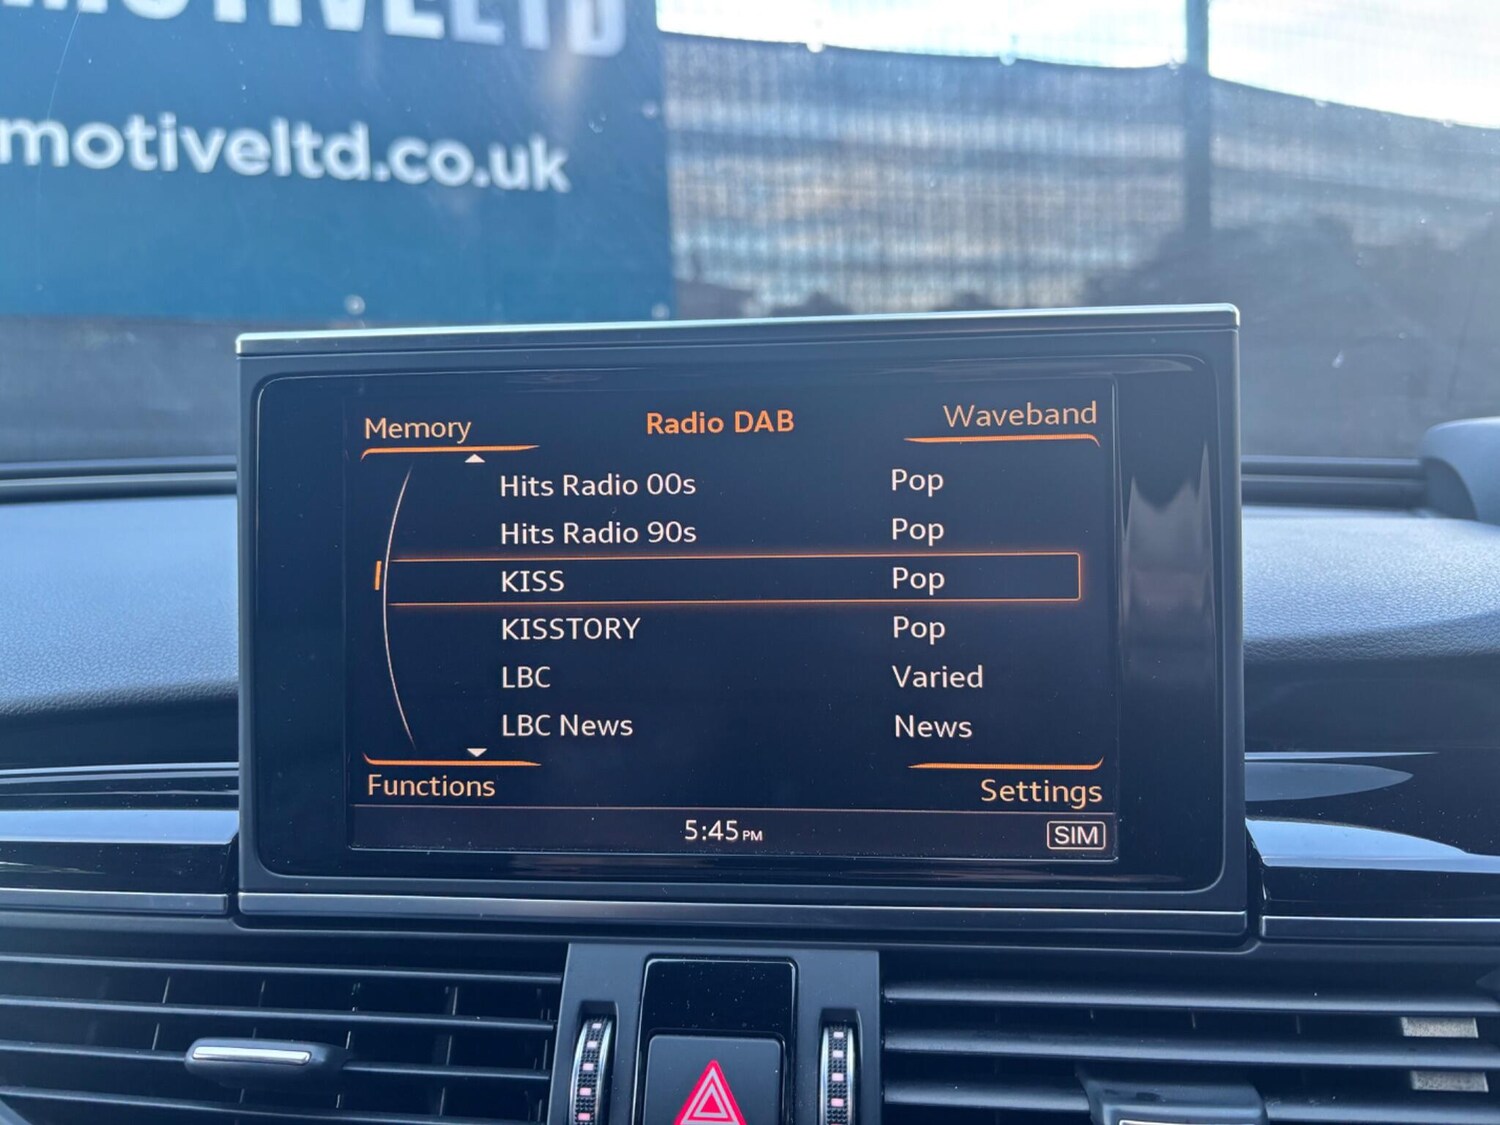 motiveltd.co.uk
Memory Radio DAB Waveband
Hits Radio 00s Pop
Hits Radio 90s Pop
KISS Pop
KISSTORY Pop
LBC Varied
LBC News News
Functions Settings
5:45 PM SIM